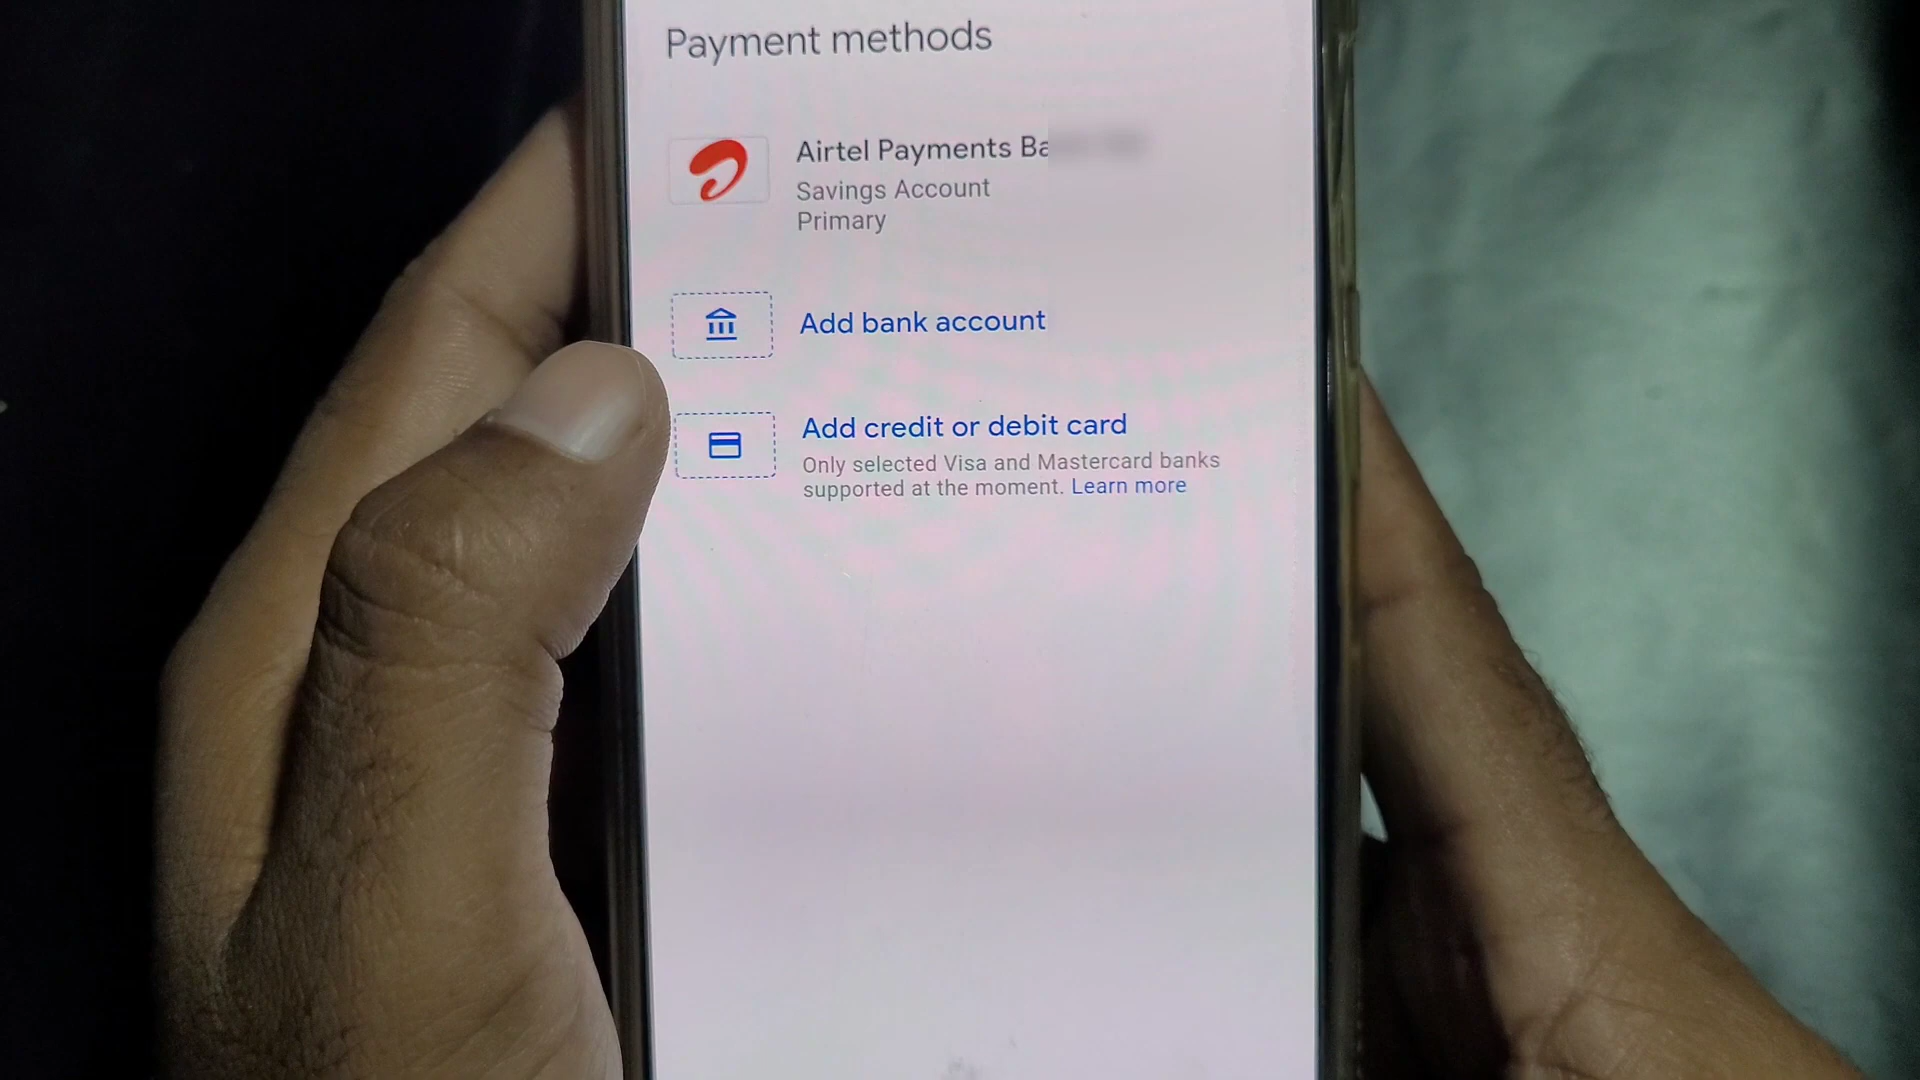 Payment methods
Airtel Payments
Savings Account
Primary
Add bank account
Add credit or debit card
Only selected Visa and Mastercard banks
supported at the moment. Learn more